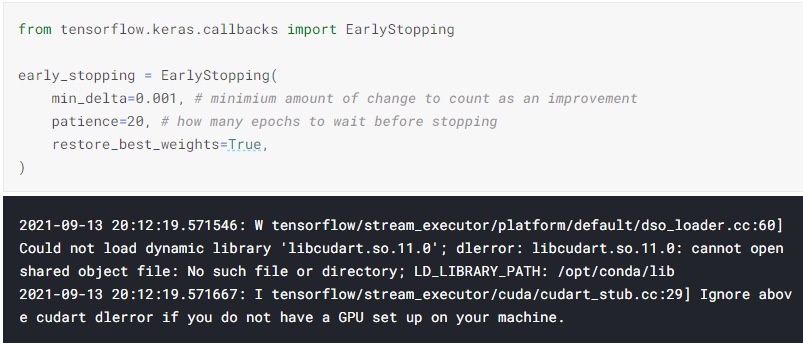 from tensorflow.keras.callbacks import EarlyStopping
early_stopping = EarlyStopping(
    min_delta=0.001, # minimium amount of change to count as an improvement
    patience=20, # how many epochs to wait before stopping
    restore_best_weights=True,
)
2021-09-13 20:12:19.571546: W tensorflow/stream_executor/platform/default/dso_loader.cc:60]
Could not load dynamic library 'libcudart.so.11.0'; dlerror: libcudart.so.11.0: cannot open
shared object file: No such file or directory; LD_LIBRARY_PATH: /opt/conda/lib
2021-09-13 20:12:19.571667: I tensorflow/stream_executor/cuda/cudart_stub.cc:29] Ignore abov
e cudart dlerror if you do not have a GPU set up on your machine.